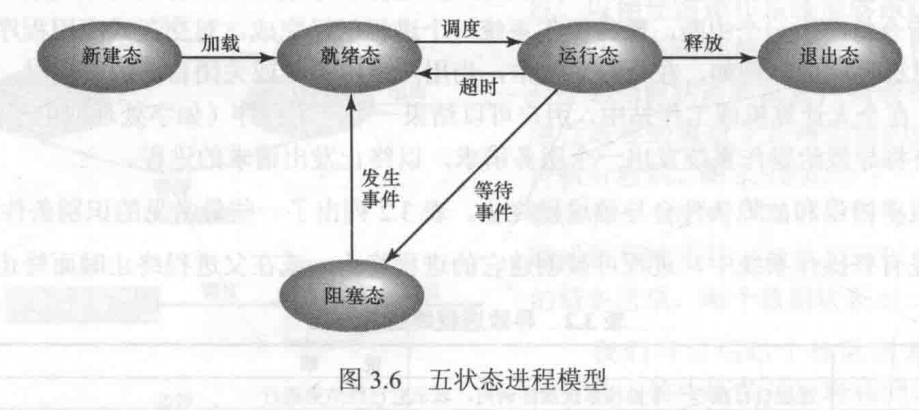 新建态
加载
就绪态
调度
超时
运行态
释放
退出态
发生
事件
等待
事件
阻塞态
图 3.6 五状态进程模型